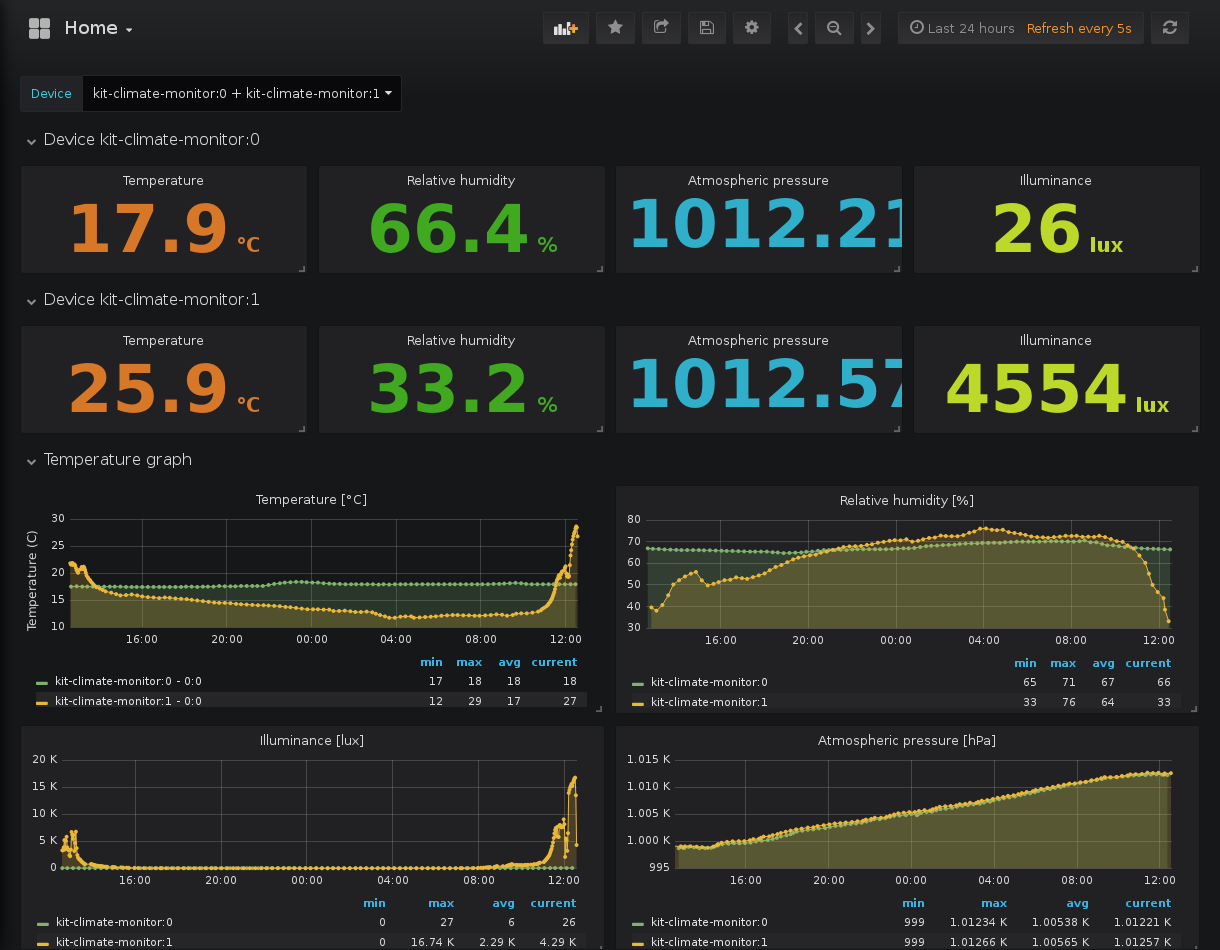 Home
Last 24 hours Refresh every 5s
Device kit-climate-monitor:0 + kit-climate-monitor:1
Device kit-climate-monitor:0
Temperature Relative humidity Atmospheric pressure Illuminance
17.9 °C 66.4 % 1012.21 26 lux
Device kit-climate-monitor:1
Temperature Relative humidity Atmospheric pressure Illuminance
25.9 °C 33.2 % 1012.57 4554 lux
Temperature graph
Temperature [°C]
Temperature (C)
30
25
20
15
10
16:00 20:00 00:00 04:00 08:00 12:00
min max avg current
kit-climate-monitor:0 - 0:0 17 18 18 18
kit-climate-monitor:1 - 0:0 12 29 17 27
Relative humidity [%]
80
70
60
50
40
30
16:00 20:00 00:00 04:00 08:00 12:00
min max avg current
kit-climate-monitor:0 65 71 67 66
kit-climate-monitor:1 33 76 64 33
Illuminance [lux]
20 K
15 K
10 K
5 K
0
16:00 20:00 00:00 04:00 08:00 12:00
min max avg current
kit-climate-monitor:0 0 27 6 26
kit-climate-monitor:1 0 16.74 K 2.29 K 4.29 K
Atmospheric pressure [hPa]
1.015 K
1.010 K
1.005 K
1.000 K
995
16:00 20:00 00:00 04:00 08:00 12:00
min max avg current
kit-climate-monitor:0 999 1.01234 K 1.00538 K 1.01221 K
kit-climate-monitor:1 999 1.01266 K 1.00565 K 1.01257 K